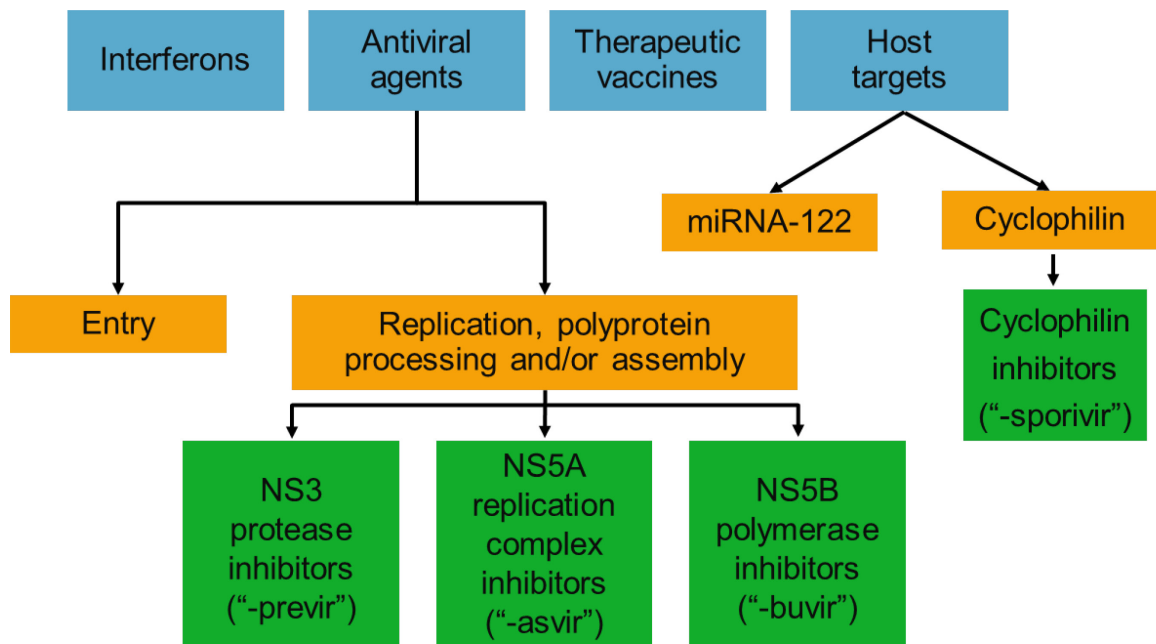 Interferons
Antiviral
agents
Therapeutic
vaccines
Host
targets
miRNA-122
Cyclophilin
Entry
Replication, polyprotein
processing and/or assembly
Cyclophilin
inhibitors
(“-sporivir”)
NS3
protease
inhibitors
(“-previr”)
NS5A
replication
complex
inhibitors
(“-asvir”)
NS5B
polymerase
inhibitors
(“-buvir”)